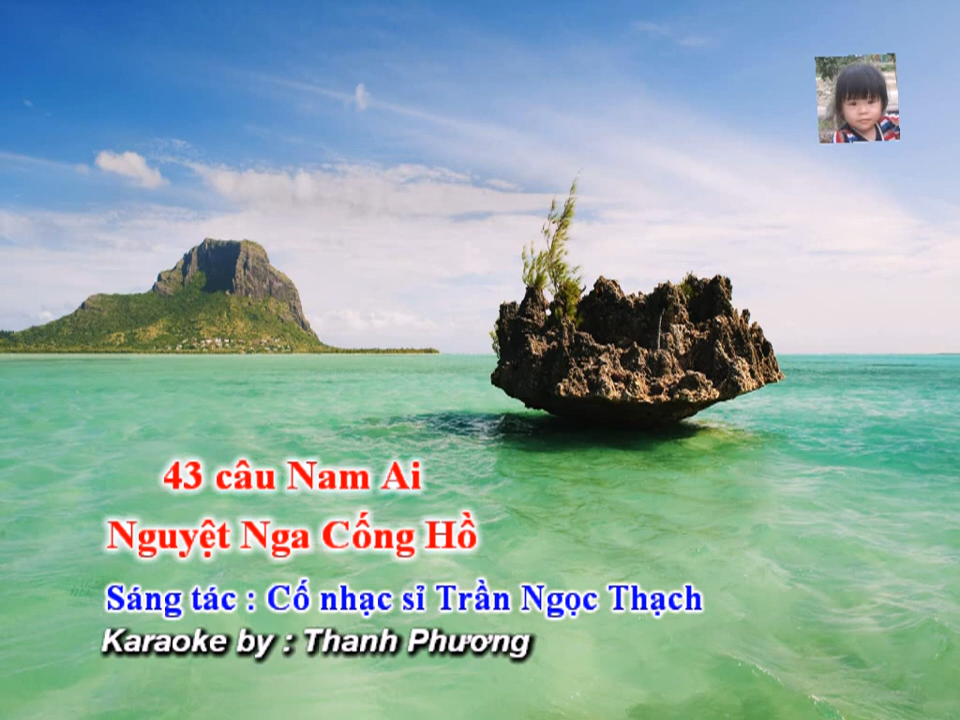 43 câu Nam Ai
Nguyệt Nga Cống Hồ
Sáng tác : Cố nhạc sỉ Trần Ngọc Thạch
Karaoke by : Thanh Phương